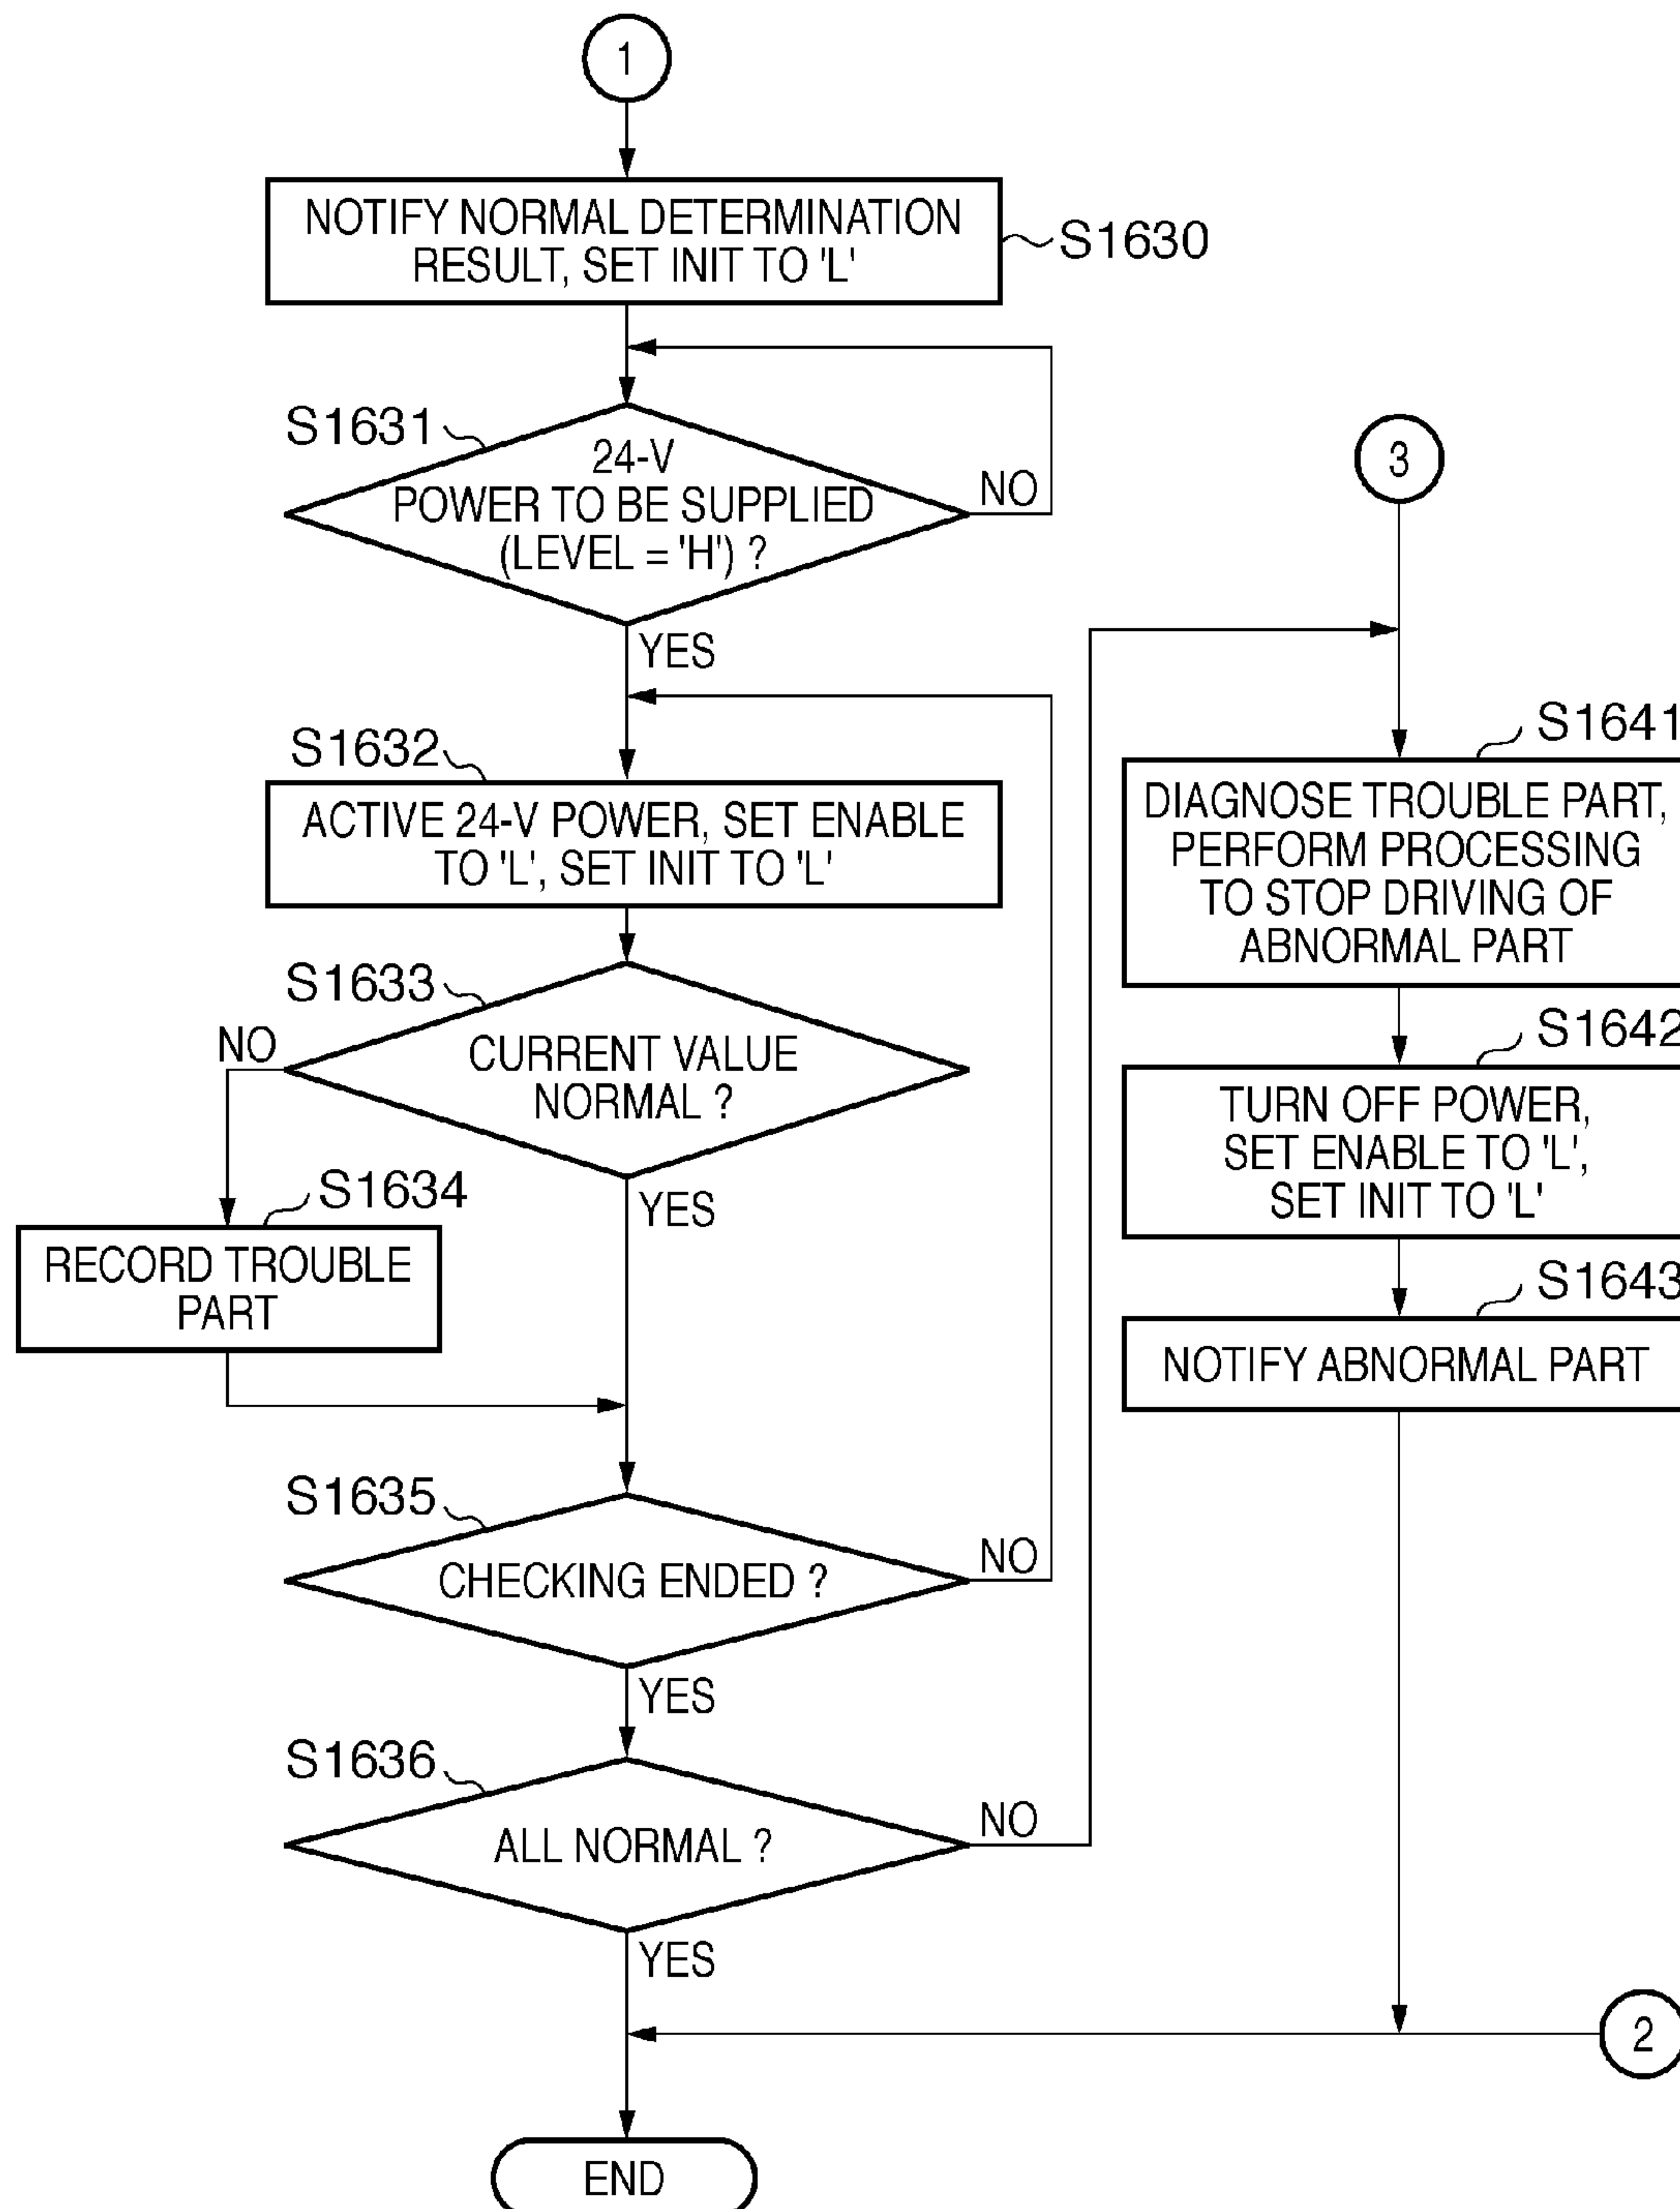 1
NOTIFY NORMAL DETERMINATION
RESULT, SET INIT TO 'L'
S1630
S1631
24-V
POWER TO BE SUPPLIED
(LEVEL = 'H') ?
NO
YES
S1632
ACTIVE 24-V POWER, SET ENABLE
TO 'L', SET INIT TO 'L'
S1633
CURRENT VALUE
NORMAL ?
NO
YES
S1634
RECORD TROUBLE
PART
S1635
CHECKING ENDED ?
NO
YES
S1636
ALL NORMAL ?
NO
YES
3
S1641
DIAGNOSE TROUBLE PART,
PERFORM PROCESSING
TO STOP DRIVING OF
ABNORMAL PART
S1642
TURN OFF POWER,
SET ENABLE TO 'L',
SET INIT TO 'L'
S1643
NOTIFY ABNORMAL PART
2
END